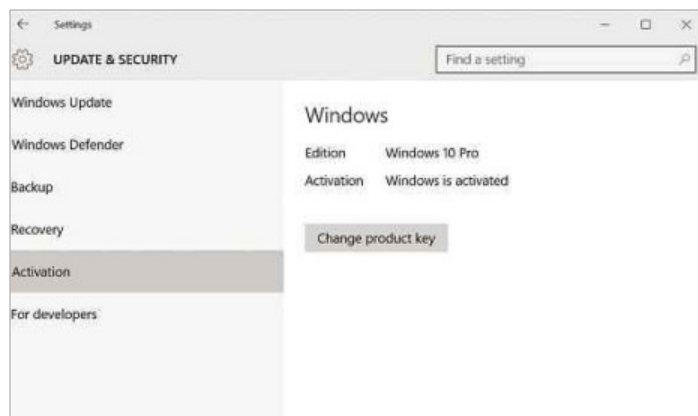 Settings
UPDATE & SECURITY
Find a setting
Windows Update
Windows Defender
Backup
Recovery
Activation
For developers
Windows
Edition Windows 10 Pro
Activation Windows is activated
Change product key